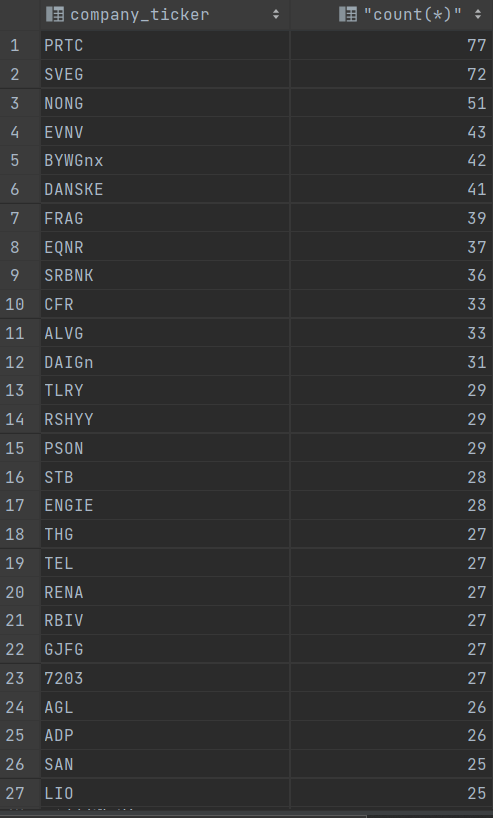 company_ticker "count(*)"
1 PRTC 77
2 SVEG 72
3 NONG 51
4 EVNV 43
5 BYWGnx 42
6 DANSKE 41
7 FRAG 39
8 EQNR 37
9 SRBNK 36
10 CFR 33
11 ALVG 33
12 DAIGn 31
13 TLRY 29
14 RSHYY 29
15 PSON 29
16 STB 28
17 ENGIE 28
18 THG 27
19 TEL 27
20 RENA 27
21 RBIV 27
22 GJFG 27
23 7203 27
24 AGL 26
25 ADP 26
26 SAN 25
27 LIO 25